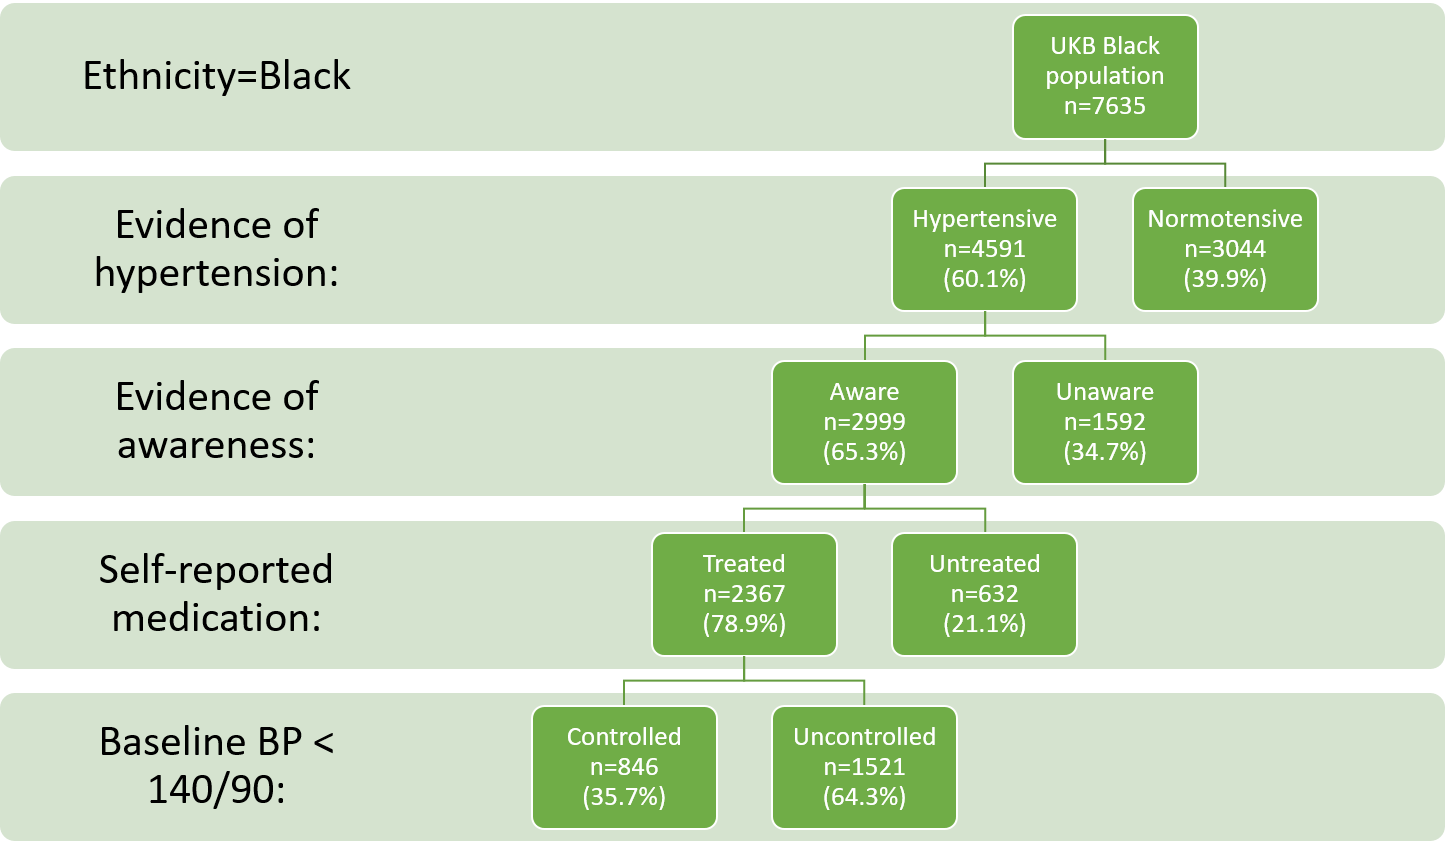 Ethnicity=Black
UKB Black
population
n=7635
Evidence of
hypertension:
Hypertensive
n=4591
(60.1%)
Normotensive
n=3044
(39.9%)
Evidence of
awareness:
Aware
n=2999
(65.3%)
Unaware
n=1592
(34.7%)
Self-reported
medication:
Treated
n=2367
(78.9%)
Untreated
n=632
(21.1%)
Baseline BP <
140/90:
Controlled
n=846
(35.7%)
Uncontrolled
n=1521
(64.3%)